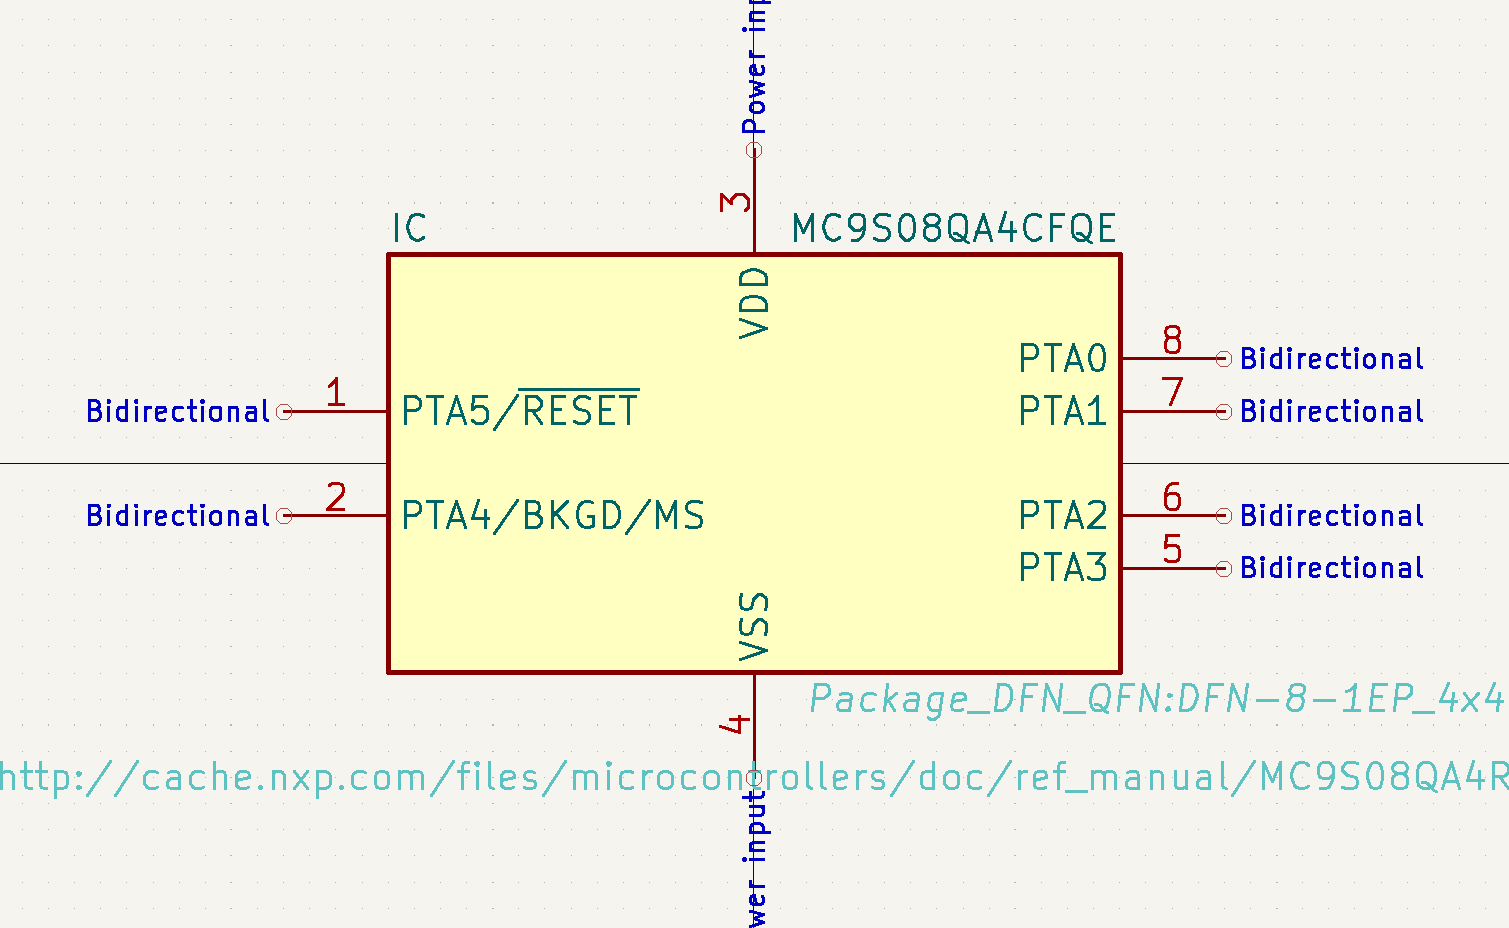 Power inp
3
IC
MC9S08QA4CFQE
VDD
8
PTA0
Bidirectional
1
7
Bidirectional
PTA5/RESET
PTA1
Bidirectional
2
6
Bidirectional
PTA4/BKGD/MS
PTA2
Bidirectional
5
PTA3
Bidirectional
VSS
Package_DFN_QFN:DFN-8-1EP_4x4
4
http://cache.nxp.com/files/microcontrollers/doc/ref_manual/MC9S08QA4R
wer input